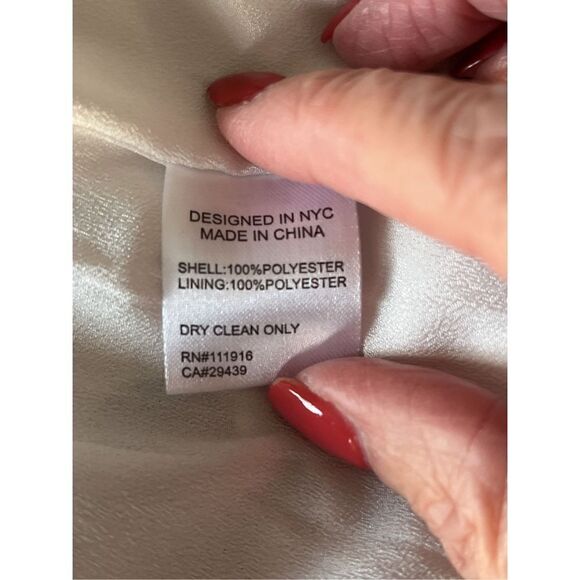 DESIGNED IN NYC
MADE IN CHINA
SHELL:100%POLYESTER
LINING:100%POLYESTER
DRY CLEAN ONLY
RN#111916
CA#29439